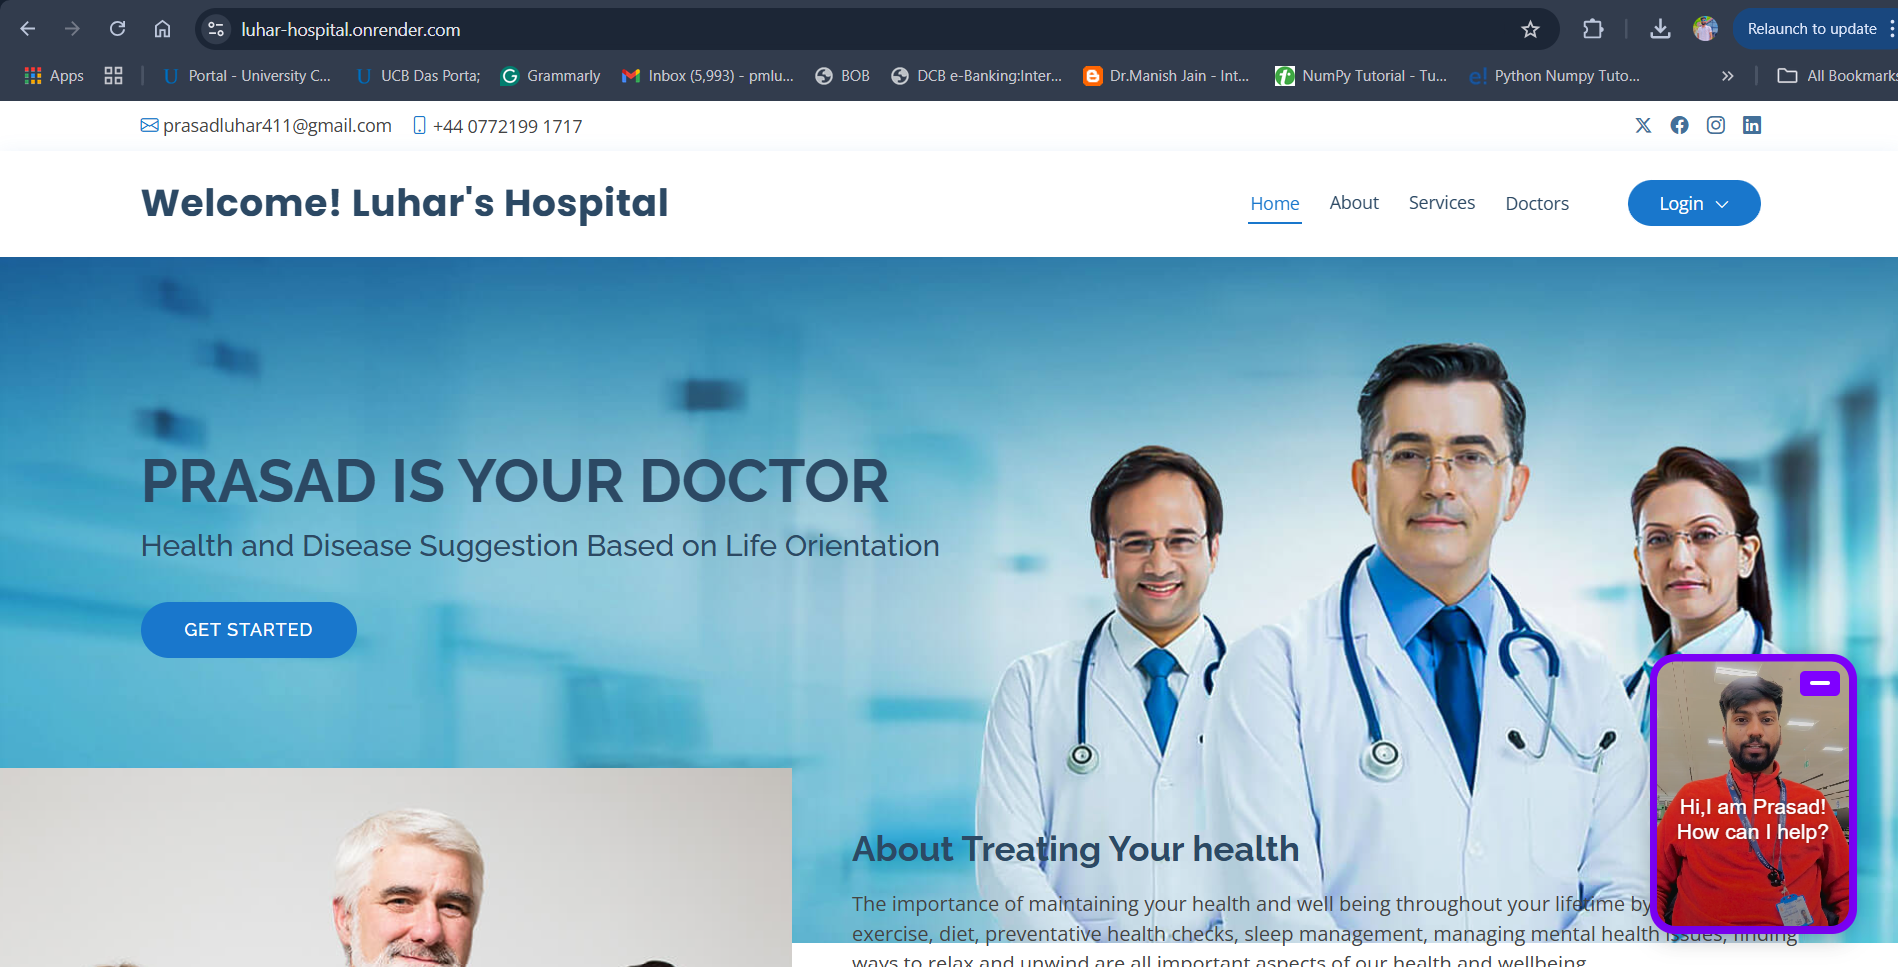 luhar-hospital.onrender.com
Relaunch to update
Apps
Portal - University C...
UCB Das Porta;
Grammarly
Inbox (5,993) - pmlu...
BOB
DCB e-Banking:Inter...
Dr.Manish Jain - Int...
NumPy Tutorial - Tu...
Python Numpy Tuto...
»
All Bookmarks
prasadluhar411@gmail.com
+44 0772199 1717
Welcome! Luhar's Hospital
Home
About
Services
Doctors
Login
PRASAD IS YOUR DOCTOR
Health and Disease Suggestion Based on Life Orientation
GET STARTED
Hi,I am Prasad!
How can I help?
About Treating Your health
The importance of maintaining your health and well being throughout your lifetime by
exercise, diet, preventative health checks, sleep management, managing mental health issues, finding
ways to relax and unwind are all important aspects of our health and wellbeing